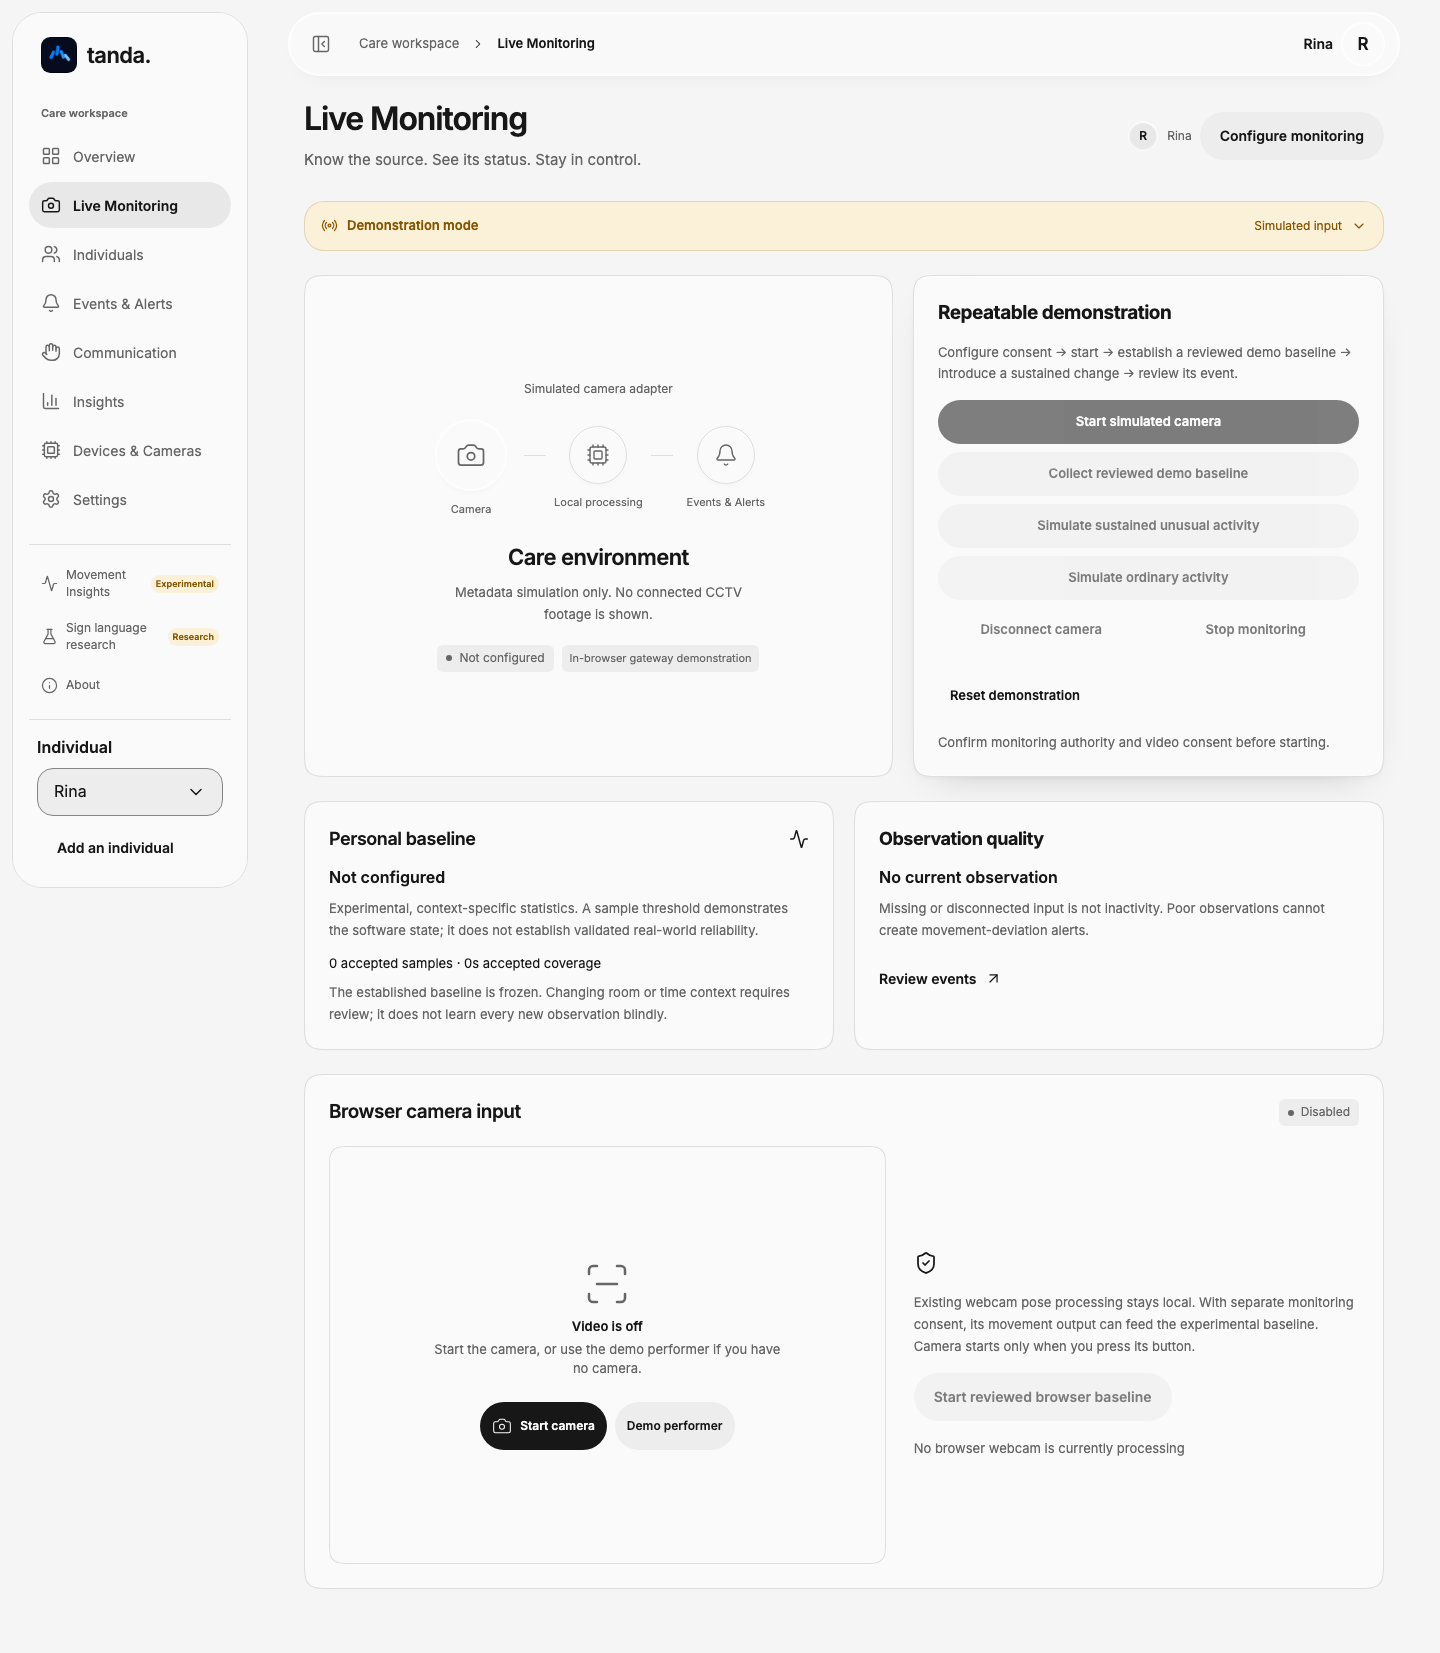 tanda.
Care workspace
Overview
Live Monitoring
Individuals
Events & Alerts
Communication
Insights
Devices & Cameras
Settings
Movement
Insights
Experimental
Sign language
research
Research
About
Individual
Rina
Add an individual
Care workspace
Live Monitoring
Rina
R
Live Monitoring
Know the source. See its status. Stay in control.
R
Rina
Configure monitoring
Demonstration mode
Simulated input
Simulated camera adapter
Camera
Local processing
Events & Alerts
Care environment
Metadata simulation only. No connected CCTV
footage is shown.
Not configured
In-browser gateway demonstration
Repeatable demonstration
Configure consent → start → establish a reviewed demo baseline →
introduce a sustained change → review its event.
Start simulated camera
Collect reviewed demo baseline
Simulate sustained unusual activity
Simulate ordinary activity
Disconnect camera
Stop monitoring
Reset demonstration
Confirm monitoring authority and video consent before starting.
Personal baseline
Not configured
Experimental, context-specific statistics. A sample threshold demonstrates
the software state; it does not establish validated real-world reliability.
0 accepted samples · 0s accepted coverage
The established baseline is frozen. Changing room or time context requires
review; it does not learn every new observation blindly.
Observation quality
No current observation
Missing or disconnected input is not inactivity. Poor observations cannot
create movement-deviation alerts.
Review events
Browser camera input
Disabled
Video is off
Start the camera, or use the demo performer if you have
no camera.
Start camera
Demo performer
Existing webcam pose processing stays local. With separate monitoring
consent, its movement output can feed the experimental baseline.
Camera starts only when you press its button.
Start reviewed browser baseline
No browser webcam is currently processing